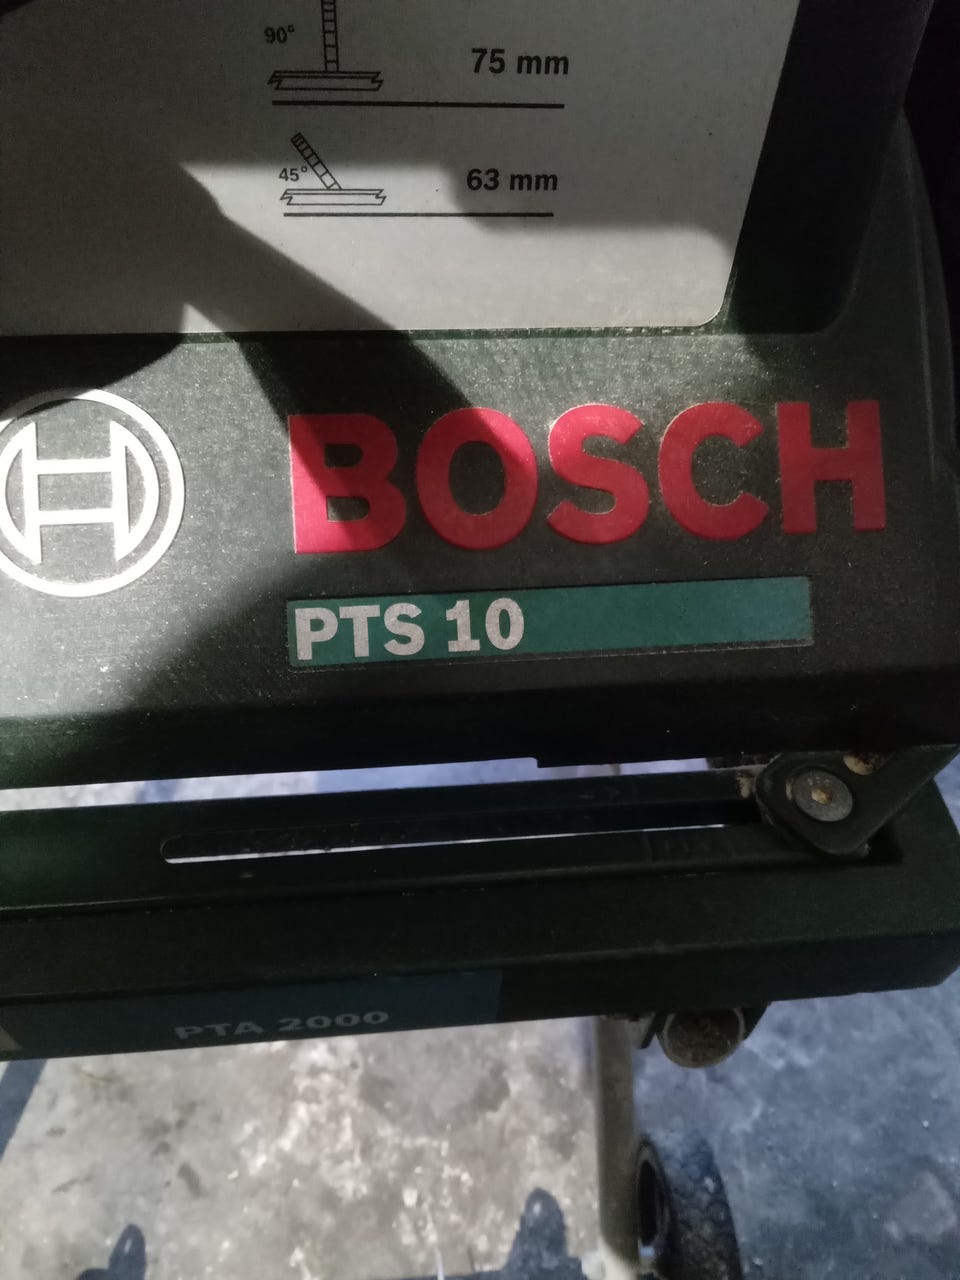 90°
75 mm
45°
63 mm
BOSCH
PTS 10
PTA 2000